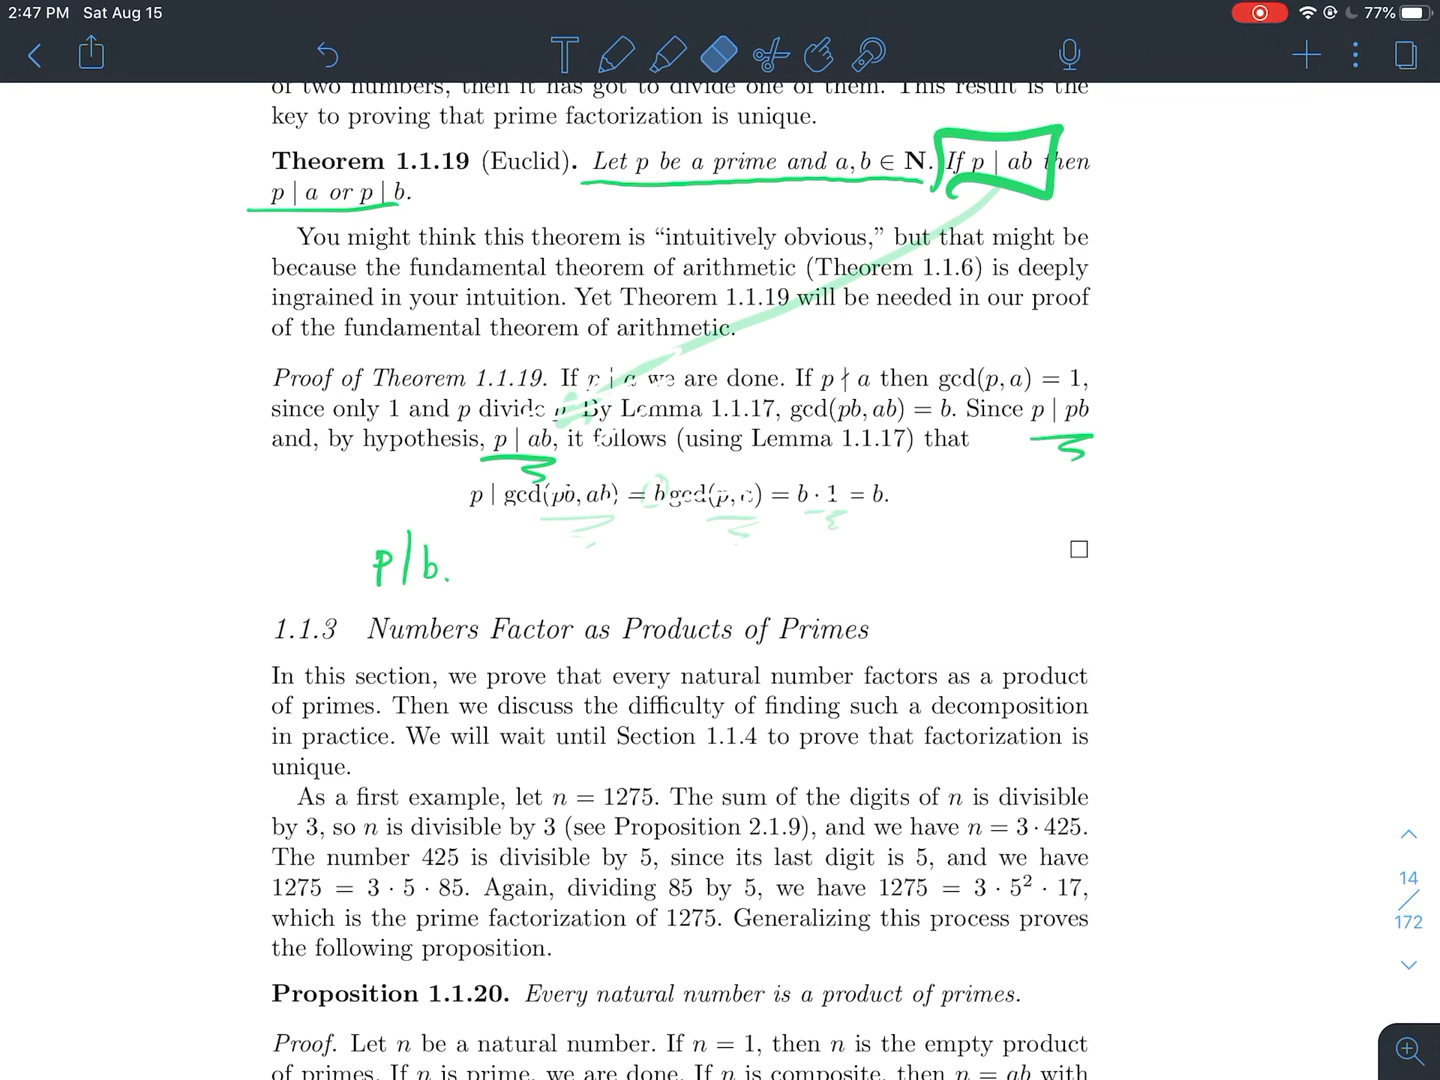 2:47 PM Sat Aug 15
77%
of two numbers, then it has got to divide one of them. This result is the
key to proving that prime factorization is unique.
Theorem 1.1.19 (Euclid). Let p be a prime and a, b ∈ N. If p | ab then
p | a or p | b.
You might think this theorem is “intuitively obvious,” but that might be
because the fundamental theorem of arithmetic (Theorem 1.1.6) is deeply
ingrained in your intuition. Yet Theorem 1.1.19 will be needed in our proof
of the fundamental theorem of arithmetic.
Proof of Theorem 1.1.19. If p | a we are done. If p ∤ a then gcd(p, a) = 1,
since only 1 and p divide p. By Lemma 1.1.17, gcd(pb, ab) = b. Since p | pb
and, by hypothesis, p | ab, it follows (using Lemma 1.1.17) that
p | gcd(pb, ab) = b gcd(p, a) = b · 1 = b.
p/b.
□
1.1.3 Numbers Factor as Products of Primes
In this section, we prove that every natural number factors as a product
of primes. Then we discuss the difficulty of finding such a decomposition
in practice. We will wait until Section 1.1.4 to prove that factorization is
unique.
As a first example, let n = 1275. The sum of the digits of n is divisible
by 3, so n is divisible by 3 (see Proposition 2.1.9), and we have n = 3 · 425.
The number 425 is divisible by 5, since its last digit is 5, and we have
1275 = 3 · 5 · 85. Again, dividing 85 by 5, we have 1275 = 3 · 5² · 17,
which is the prime factorization of 1275. Generalizing this process proves
the following proposition.
Proposition 1.1.20. Every natural number is a product of primes.
Proof. Let n be a natural number. If n = 1, then n is the empty product
of primes. If n is prime, we are done. If n is composite, then n = ab with
14
/
172